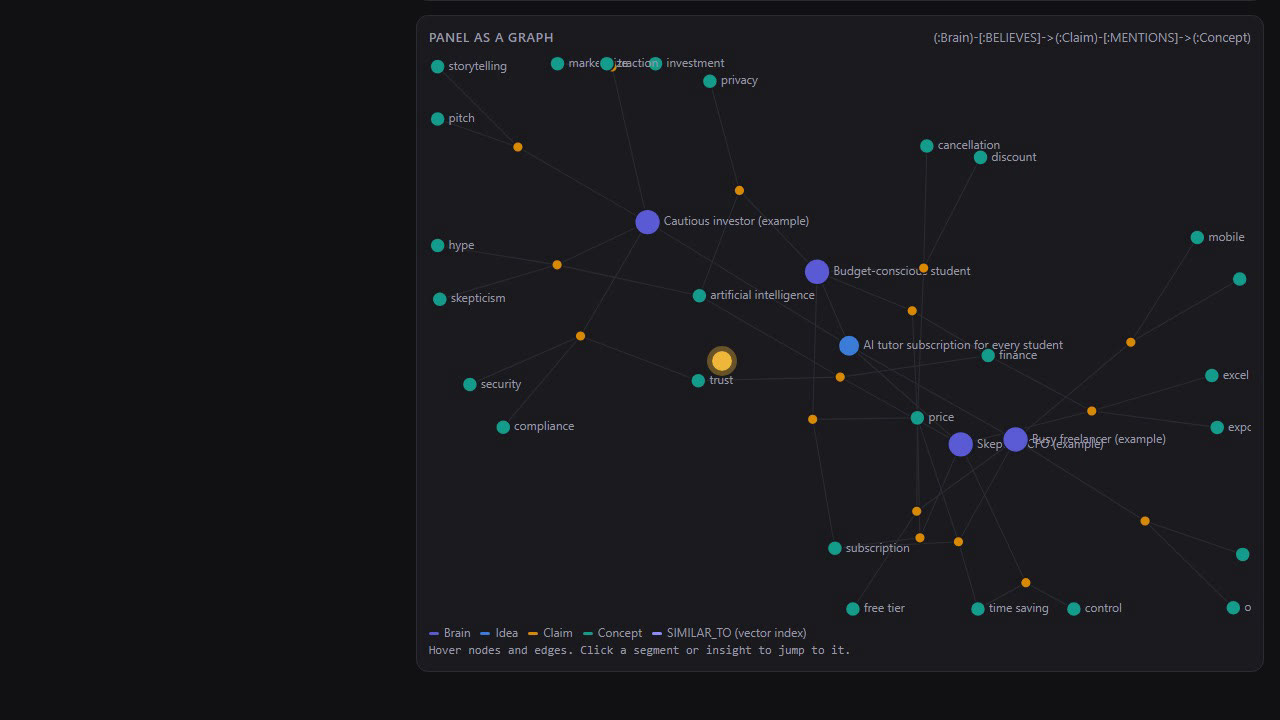 PANEL AS A GRAPH
(:Brain)-[:BELIEVES]->(:Claim)-[:MENTIONS]->(:Concept)
storytelling
investment
privacy
pitch
cancellation
discount
Cautious investor (example)
mobile
hype
Budget-conscious student
skepticism
artificial intelligence
AI tutor subscription for every student
finance
trust
excel
security
price
compliance
Busy freelancer (example)
subscription
free tier
time saving
control
Brain
Idea
Claim
Concept
SIMILAR_TO (vector index)
Hover nodes and edges. Click a segment or insight to jump to it.